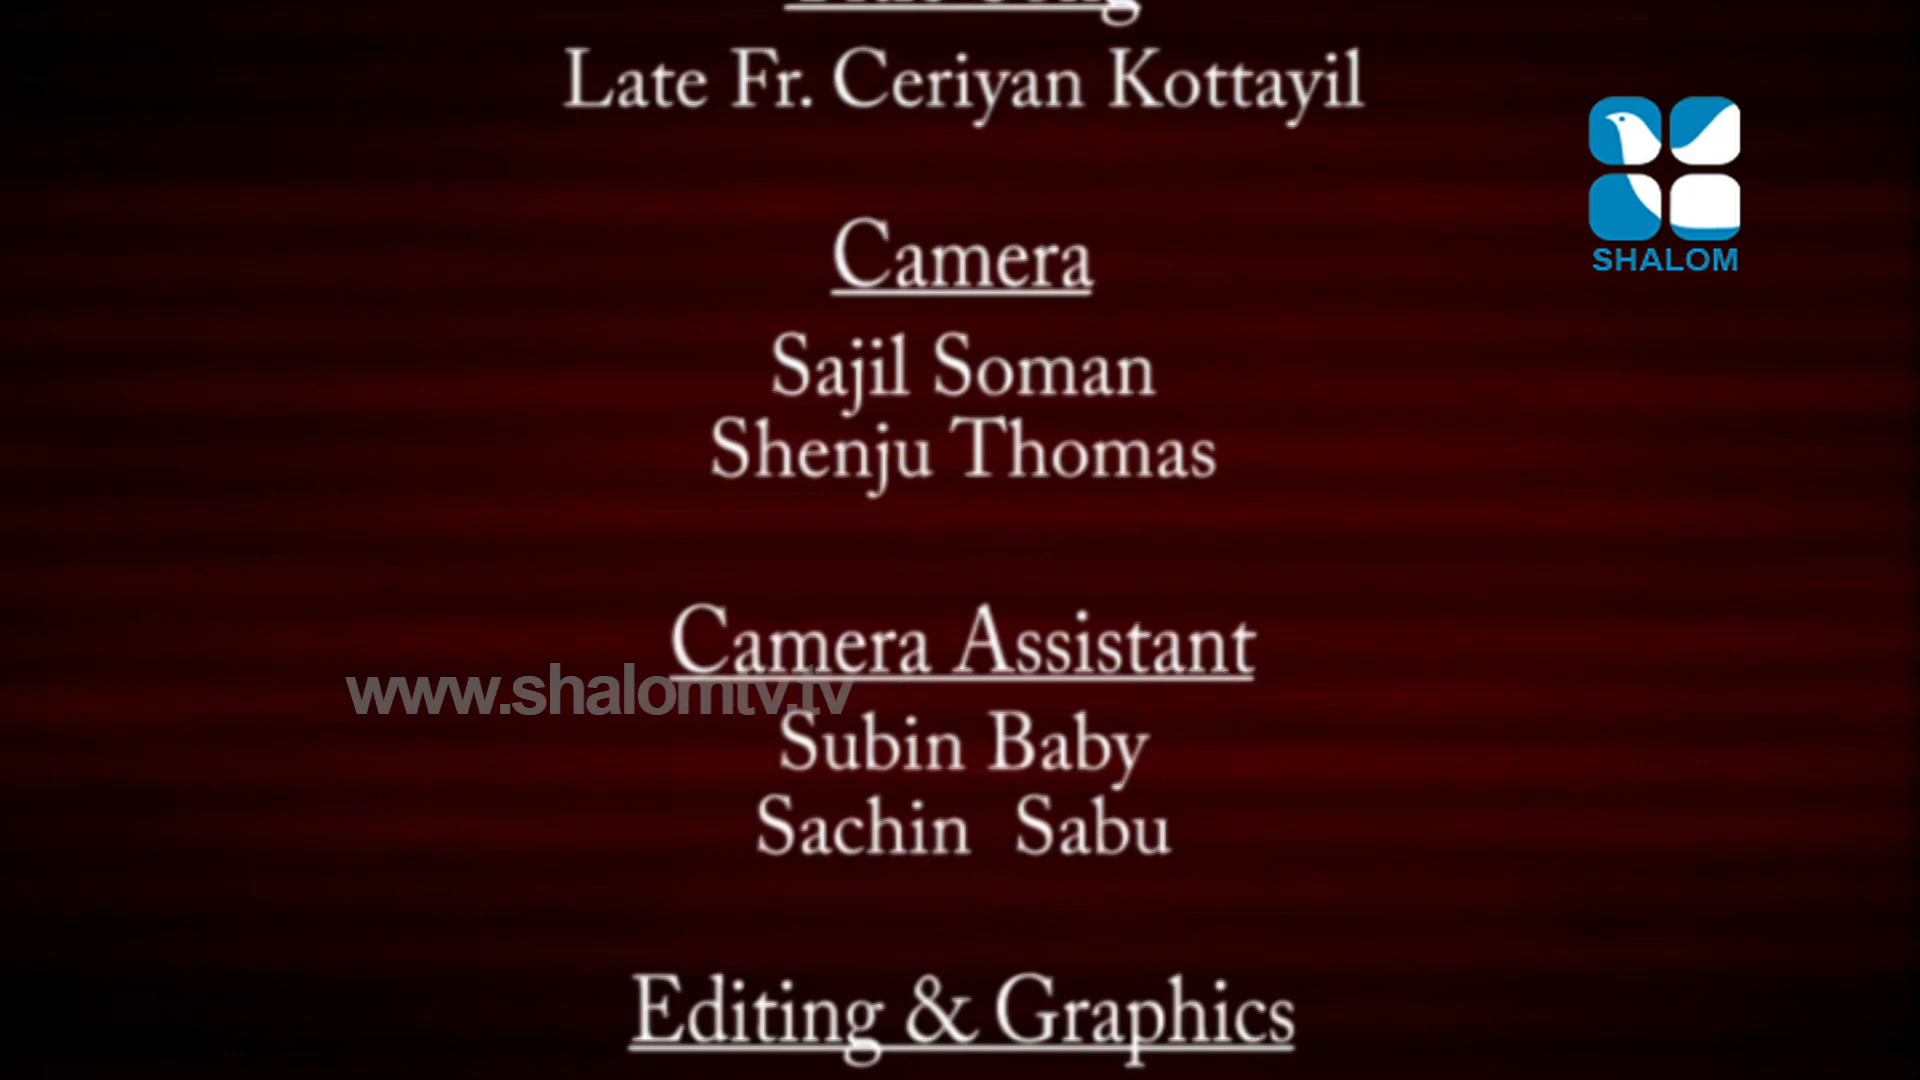 Late Fr. Ceriyan Kottayil
SHALOM
Camera
Sajil Soman
Shenju Thomas
Camera Assistant
www.shalomtv.tv
Subin Baby
Sachin Sabu
Editing & Graphics